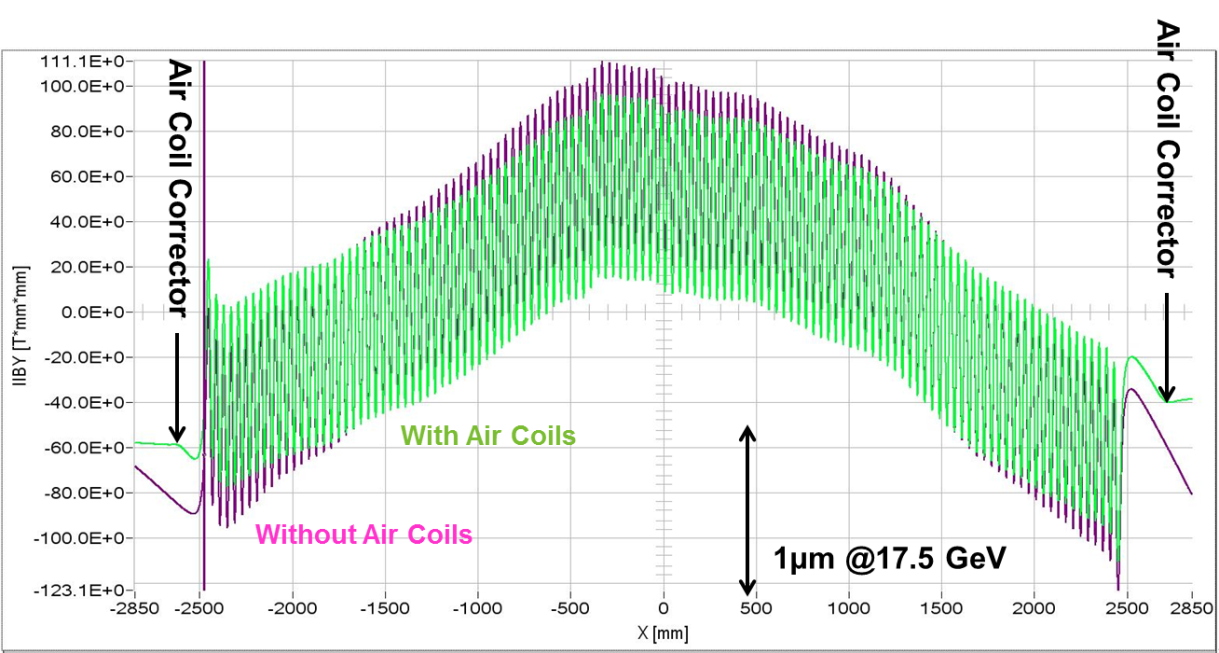 Air Coil Corrector
Air Coil Corrector
111.1E+0
100.0E+0
80.0E+0
60.0E+0
40.0E+0
20.0E+0
0.0E+0
-20.0E+0
-40.0E+0
-60.0E+0
-80.0E+0
-100.0E+0
-123.1E+0
IIBY [T*mm*mm]
With Air Coils
Without Air Coils
1µm @17.5 GeV
-2850 -2500 -2000 -1500 -1000 -500 0 500 1000 1500 2000 2500 2850
X [mm]